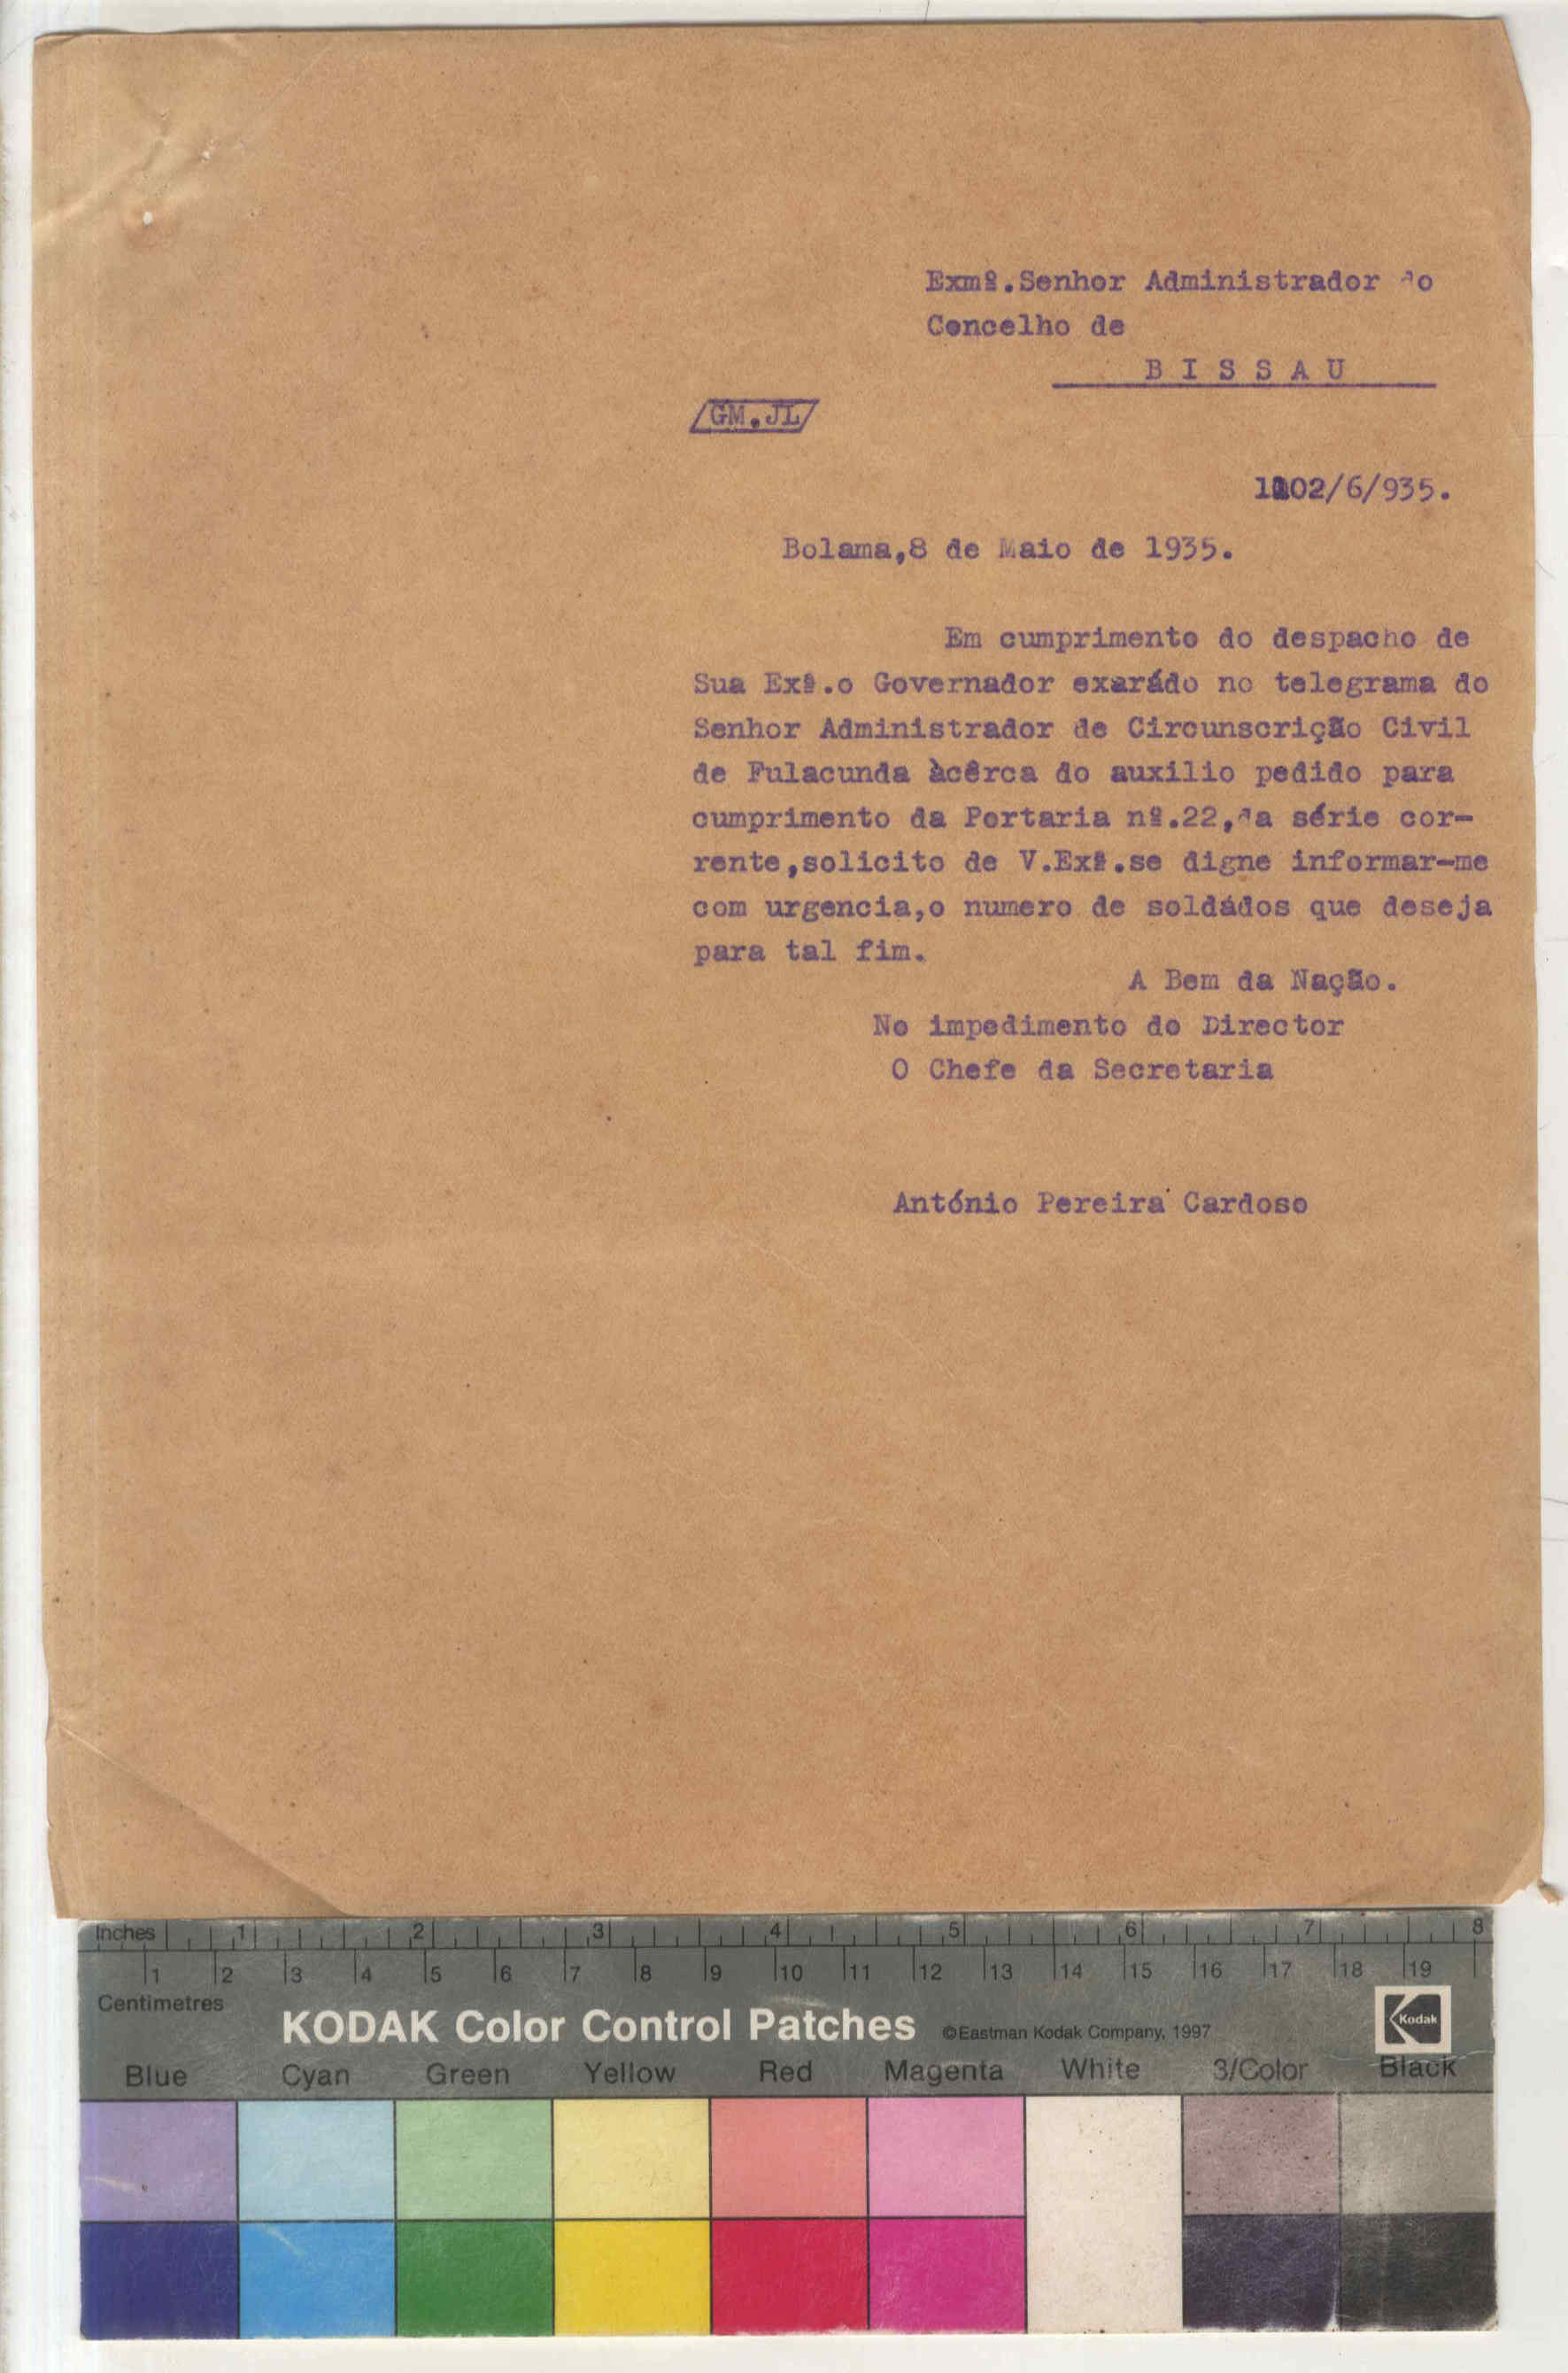 Exmº.Senhor Administrador do
Concelho de
B I S S A U
/GM.JL/
1102/6/935.
Bolama,8 de Maio de 1935.
Em cumprimento do despacho de
Sua Exª.o Governador exarádo no telegrama do
Senhor Administrador de Circunscrição Civil
de Fulacunda àcêrca do auxilio pedido para
cumprimento da Portaria nº.22,da série cor-
rente,solicito de V.Exª.se digne informar-me
com urgencia,o numero de soldádos que deseja
para tal fim.
A Bem da Nação.
No impedimento do Director
O Chefe da Secretaria
António Pereira Cardoso
Inches 1 2 3 4 5 6 7 8
1 2 3 4 5 6 7 8 9 10 11 12 13 14 15 16 17 18 19
Centimetres
KODAK Color Control Patches ©Eastman Kodak Company, 1997 Kodak
Blue Cyan Green Yellow Red Magenta White 3/Color Black